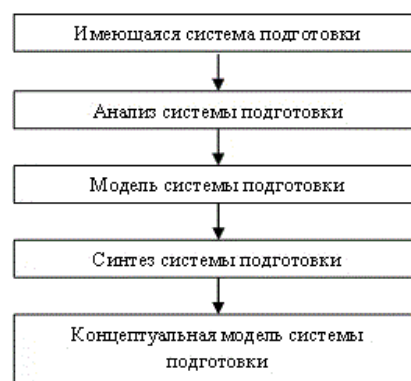 Имеющаяся система подготовки
Анализ системы подготовки
Модель системы подготовки
Синтез системы подготовки
Концептуальная модель системы
подготовки